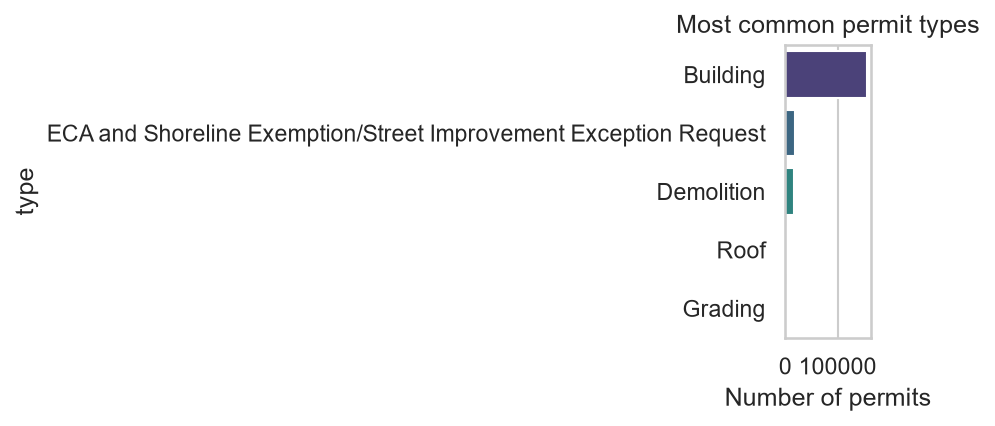 Most common permit types
Building
ECA and Shoreline Exemption/Street Improvement Exception Request
Demolition
Roof
Grading
type
0 100000
Number of permits